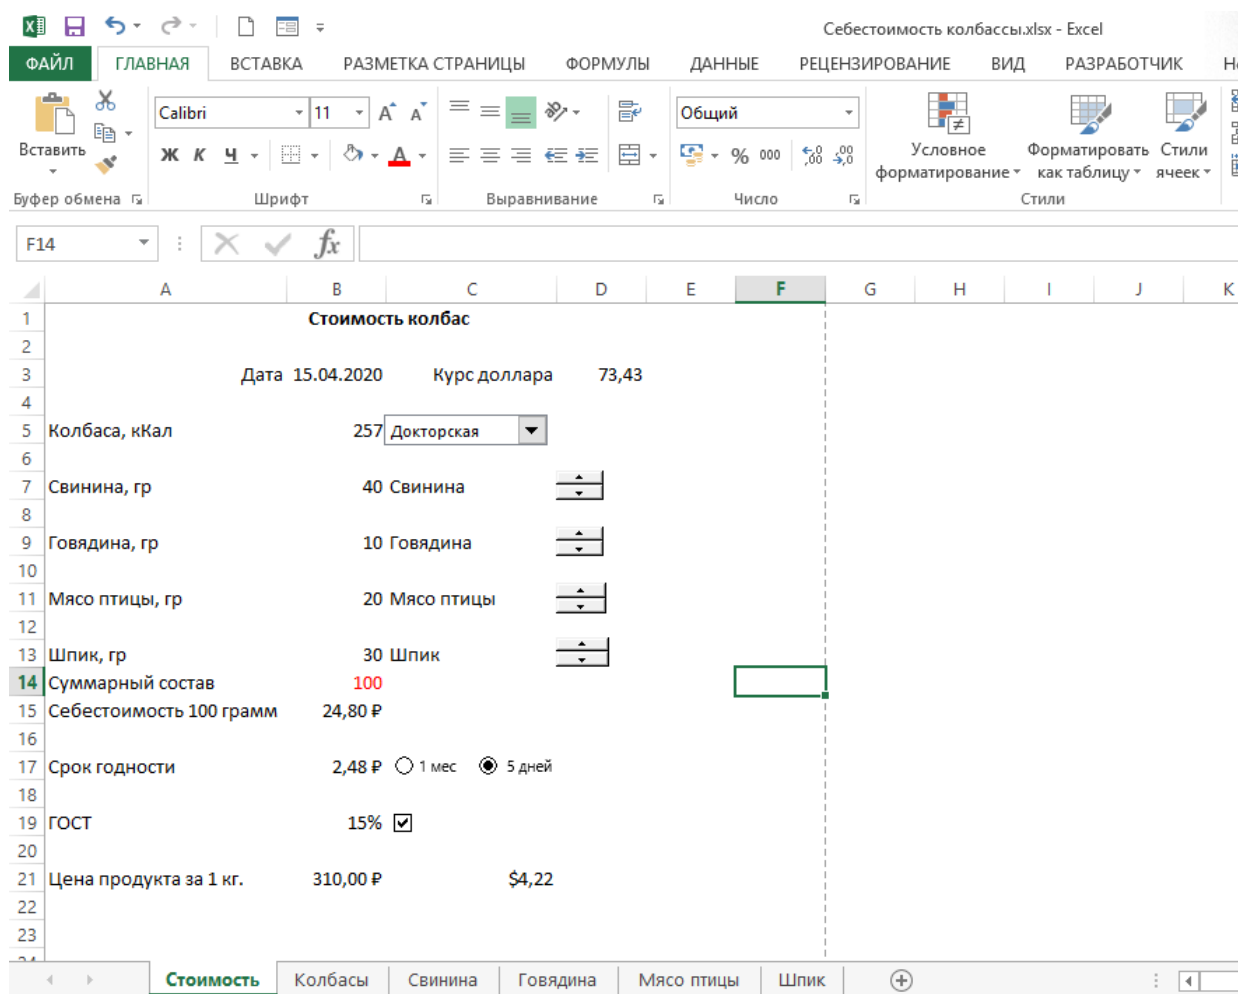 Себестоимость колбассы.xlsx - Excel
ФАЙЛ ГЛАВНАЯ ВСТАВКА РАЗМЕТКА СТРАНИЦЫ ФОРМУЛЫ ДАННЫЕ РЕЦЕНЗИРОВАНИЕ ВИД РАЗРАБОТЧИК
Calibri 11 A A Общий
Вставить Ж К Ч A % 000 Условное форматирование Форматировать как таблицу Стили ячеек
Буфер обмена Шрифт Выравнивание Число Стили
F14 fx
A B C D E F G H I J K
1 Стоимость колбас
2
3 Дата 15.04.2020 Курс доллара 73,43
4
5 Колбаса, кКал 257 Докторская
6
7 Свинина, гр 40 Свинина
8
9 Говядина, гр 10 Говядина
10
11 Мясо птицы, гр 20 Мясо птицы
12
13 Шпик, гр 30 Шпик
14 Суммарный состав 100
15 Себестоимость 100 грамм 24,80 ₽
16
17 Срок годности 2,48 ₽ 1 мес 5 дней
18
19 ГОСТ 15%
20
21 Цена продукта за 1 кг. 310,00 ₽ $4,22
22
23
Стоимость Колбасы Свинина Говядина Мясо птицы Шпик